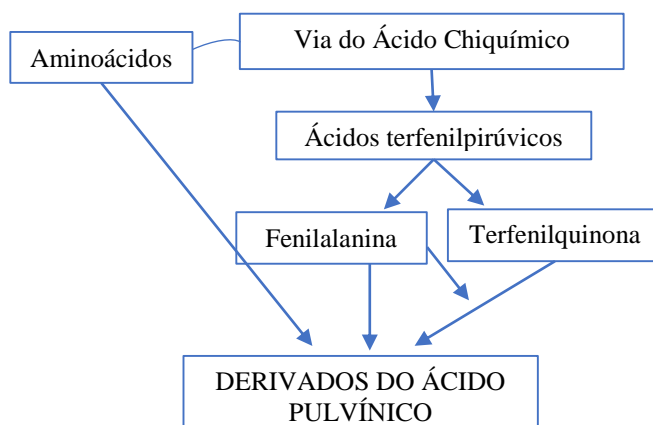 Aminoácidos
Via do Ácido Chiquímico
Ácidos terfenilpirúvicos
Fenilalanina
Terfenilquinona
DERIVADOS DO ÁCIDO
PULVÍNICO